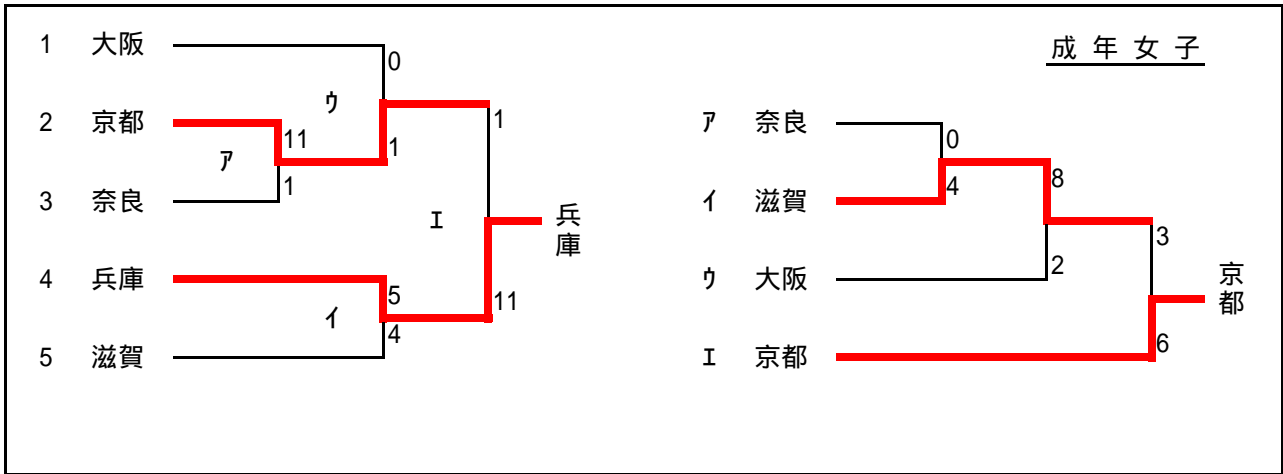 成年女子
1 大阪
0
ｳ
2 京都
11
1
1
ｱ
3 奈良
1
ｴ
兵庫
4 兵庫
5
11
ｲ
4
5 滋賀
ｱ 奈良
0
ｲ 滋賀
4
8
3
ｳ 大阪
2
京都
ｴ 京都
6